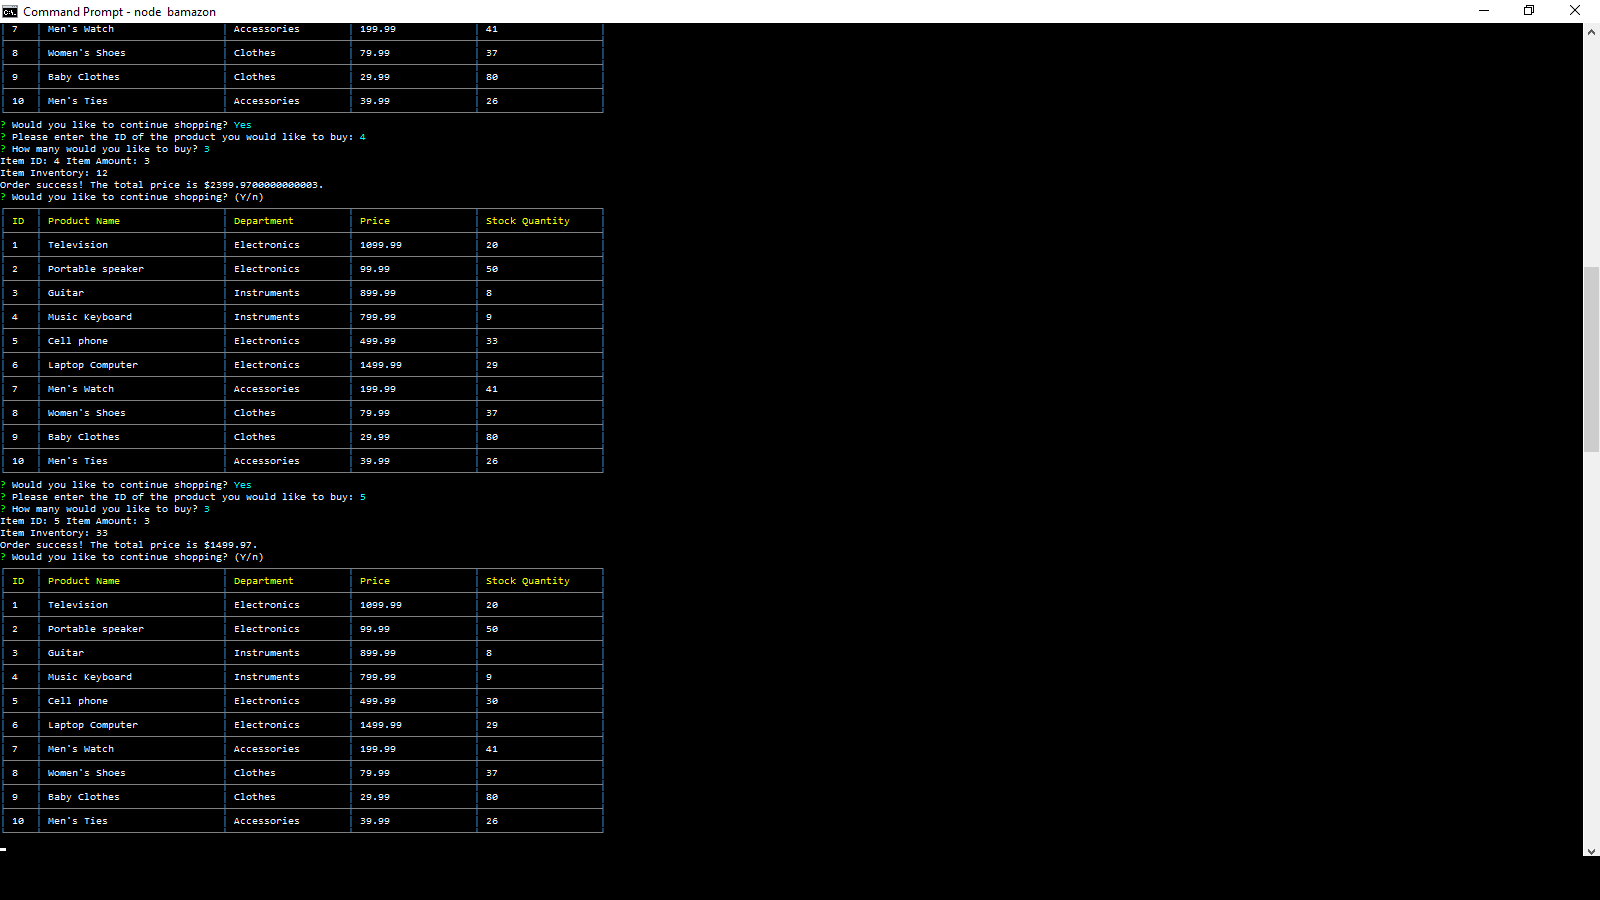 Command Prompt - node bamazon
7 Men's Watch Accessories 199.99 41
8 Women's Shoes Clothes 79.99 37
9 Baby Clothes Clothes 29.99 80
10 Men's Ties Accessories 39.99 26
? Would you like to continue shopping? Yes
? Please enter the ID of the product you would like to buy: 4
? How many would you like to buy? 3
Item ID: 4 Item Amount: 3
Item Inventory: 12
Order success! The total price is $2399.9700000000003.
? Would you like to continue shopping? (Y/n)
ID Product Name Department Price Stock Quantity
1 Television Electronics 1099.99 20
2 Portable speaker Electronics 99.99 50
3 Guitar Instruments 899.99 8
4 Music Keyboard Instruments 799.99 9
5 Cell phone Electronics 499.99 33
6 Laptop Computer Electronics 1499.99 29
7 Men's Watch Accessories 199.99 41
8 Women's Shoes Clothes 79.99 37
9 Baby Clothes Clothes 29.99 80
10 Men's Ties Accessories 39.99 26
? Would you like to continue shopping? Yes
? Please enter the ID of the product you would like to buy: 5
? How many would you like to buy? 3
Item ID: 5 Item Amount: 3
Item Inventory: 33
Order success! The total price is $1499.97.
? Would you like to continue shopping? (Y/n)
ID Product Name Department Price Stock Quantity
1 Television Electronics 1099.99 20
2 Portable speaker Electronics 99.99 50
3 Guitar Instruments 899.99 8
4 Music Keyboard Instruments 799.99 9
5 Cell phone Electronics 499.99 30
6 Laptop Computer Electronics 1499.99 29
7 Men's Watch Accessories 199.99 41
8 Women's Shoes Clothes 79.99 37
9 Baby Clothes Clothes 29.99 80
10 Men's Ties Accessories 39.99 26